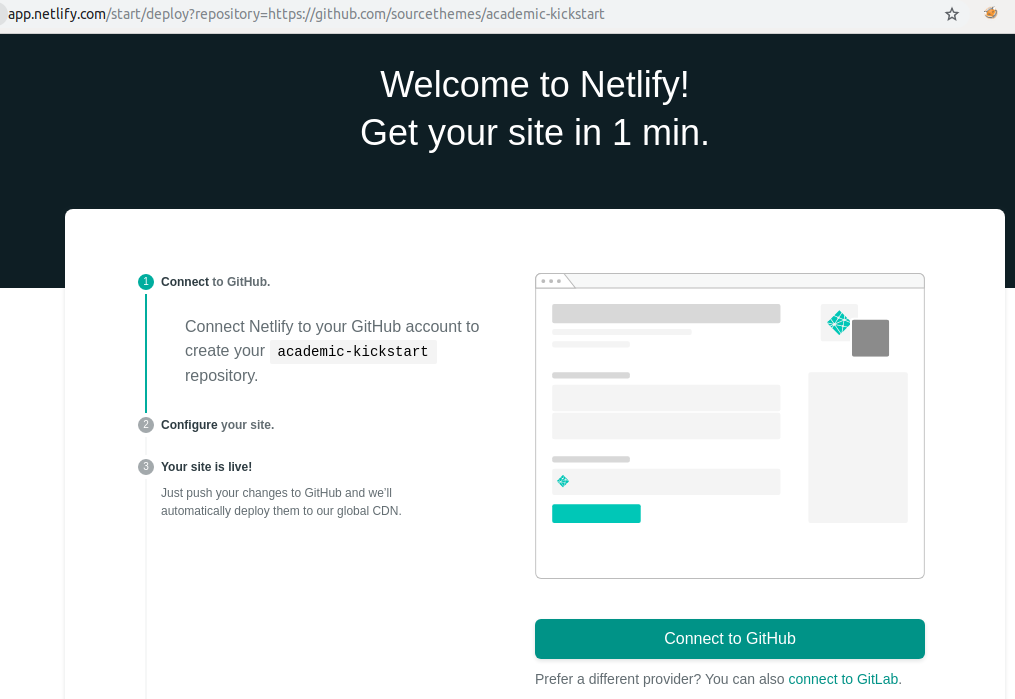 app.netlify.com/start/deploy?repository=https://github.com/sourcethemes/academic-kickstart
Welcome to Netlify!
Get your site in 1 min.
1 Connect to GitHub.
Connect Netlify to your GitHub account to
create your academic-kickstart
repository.
2 Configure your site.
3 Your site is live!
Just push your changes to GitHub and we'll
automatically deploy them to our global CDN.
Connect to GitHub
Prefer a different provider? You can also connect to GitLab.